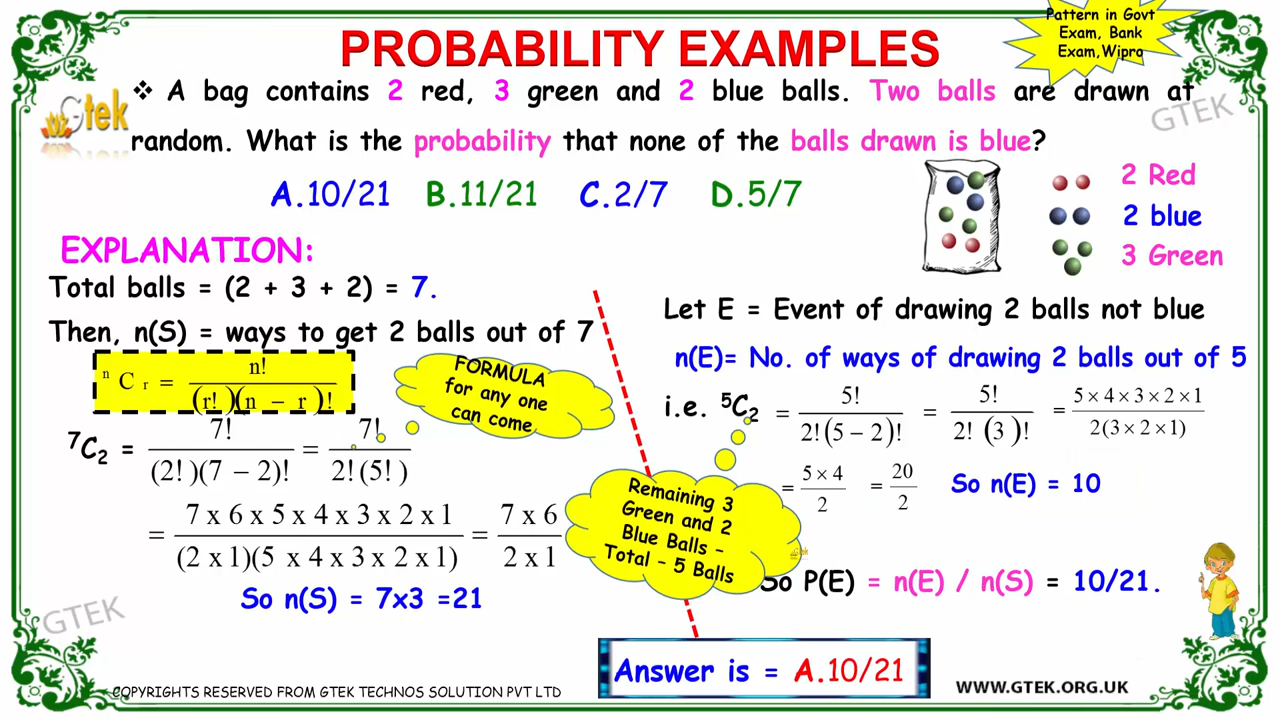 Pattern in Govt
Exam, Bank
Exam,Wipro
PROBABILITY EXAMPLES
❖ A bag contains 2 red, 3 green and 2 blue balls. Two balls are drawn at
random. What is the probability that none of the balls drawn is blue?
Gtek
GTEK
A.10/21 B.11/21 C.2/7 D.5/7
2 Red
2 blue
3 Green
EXPLANATION:
Total balls = (2 + 3 + 2) = 7.
Then, n(S) = ways to get 2 balls out of 7
n C r = n! / (r!)(n − r)!
FORMULA
for any one
can come
⁷C₂ = 7! / (2!)(7 − 2)! = 7! / 2!(5!)
= 7 x 6 x 5 x 4 x 3 x 2 x 1 / (2 x 1)(5 x 4 x 3 x 2 x 1) = 7 x 6 / 2 x 1
So n(S) = 7x3 =21
Let E = Event of drawing 2 balls not blue
n(E)= No. of ways of drawing 2 balls out of 5
i.e. ⁵C₂ = 5! / 2!(5 − 2)! = 5! / 2! (3)! = 5 × 4 × 3 × 2 × 1 / 2(3 × 2 × 1)
= 5 × 4 / 2 = 20 / 2 So n(E) = 10
Remaining 3
Green and 2
Blue Balls –
Total – 5 Balls
So P(E) = n(E) / n(S) = 10/21.
GTEK
Answer is = A.10/21
COPYRIGHTS RESERVED FROM GTEK TECHNOS SOLUTION PVT LTD
WWW.GTEK.ORG.UK